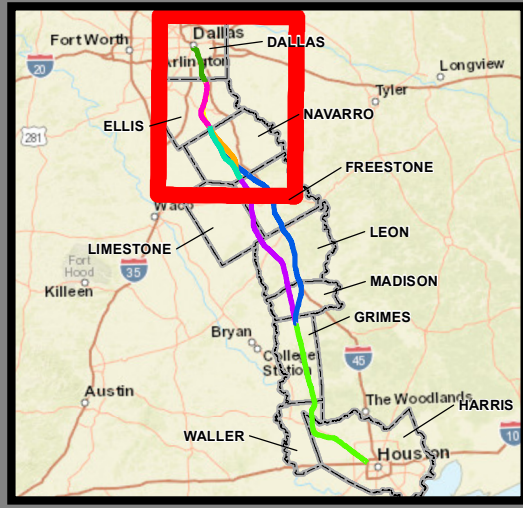 Dallas
Fort Worth
DALLAS
Arlington
20
Longview
Tyler
NAVARRO
ELLIS
281
FREESTONE
Waco
LEON
LIMESTONE
Fort
Hood
35
MADISON
Killeen
GRIMES
Bryan
College
Station
45
Austin
The Woodlands
HARRIS
WALLER
10
Houston